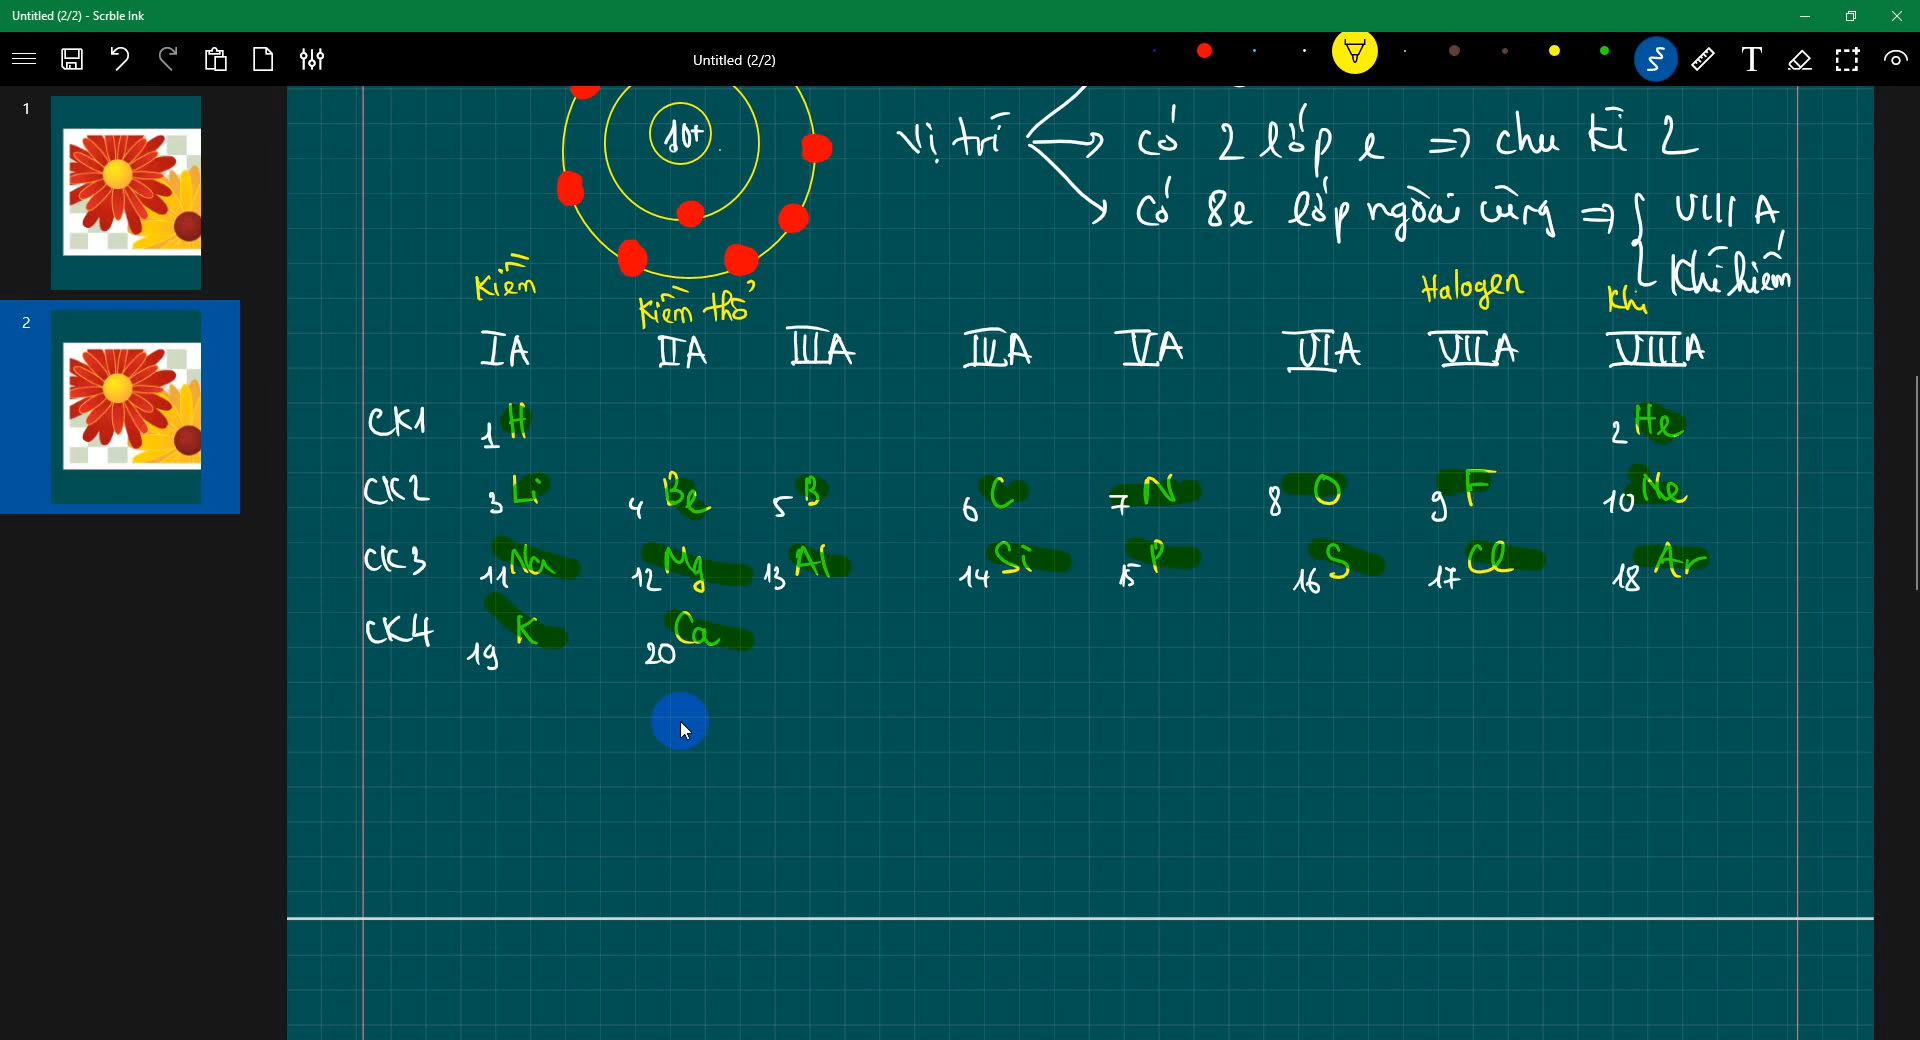 Untitled (2/2) - Scrble Ink
Untitled (2/2)
1
2
10+
Vị trí
có 2 lớp e => chu kì 2
có 8e lớp ngoài cùng => { VIII A
Khí hiếm
Kiềm
Kiềm thổ
Halogen
Khí
IA IIA IIIA IVA VA VIA VIIA VIIIA
CK1 1 H 2 He
CK2 3 Li 4 Be 5 B 6 C 7 N 8 O 9 F 10 Ne
CK3 11 Na 12 Mg 13 Al 14 Si 15 P 16 S 17 Cl 18 Ar
CK4 19 K 20 Ca